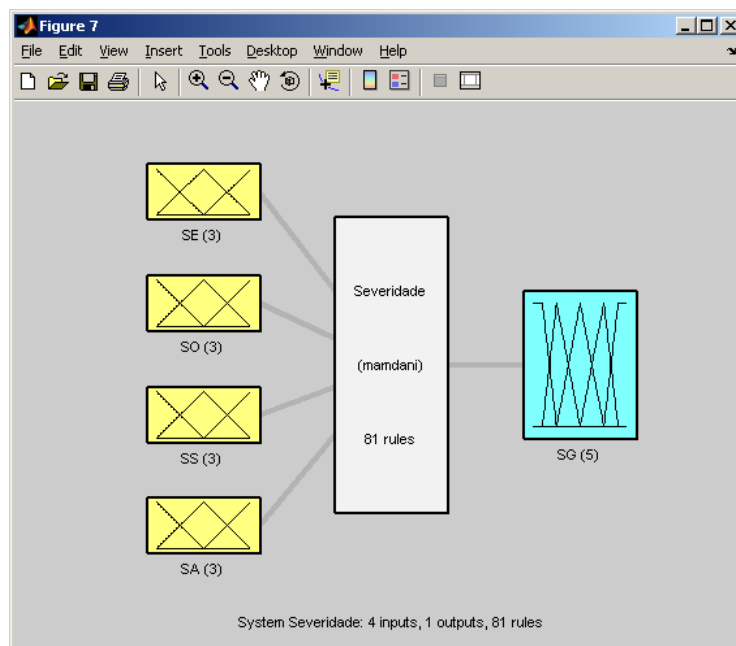 Figure 7
File Edit View Insert Tools Desktop Window Help
SE (3)
SO (3)
SS (3)
SA (3)
Severidade
(mamdani)
81 rules
SG (5)
System Severidade: 4 inputs, 1 outputs, 81 rules